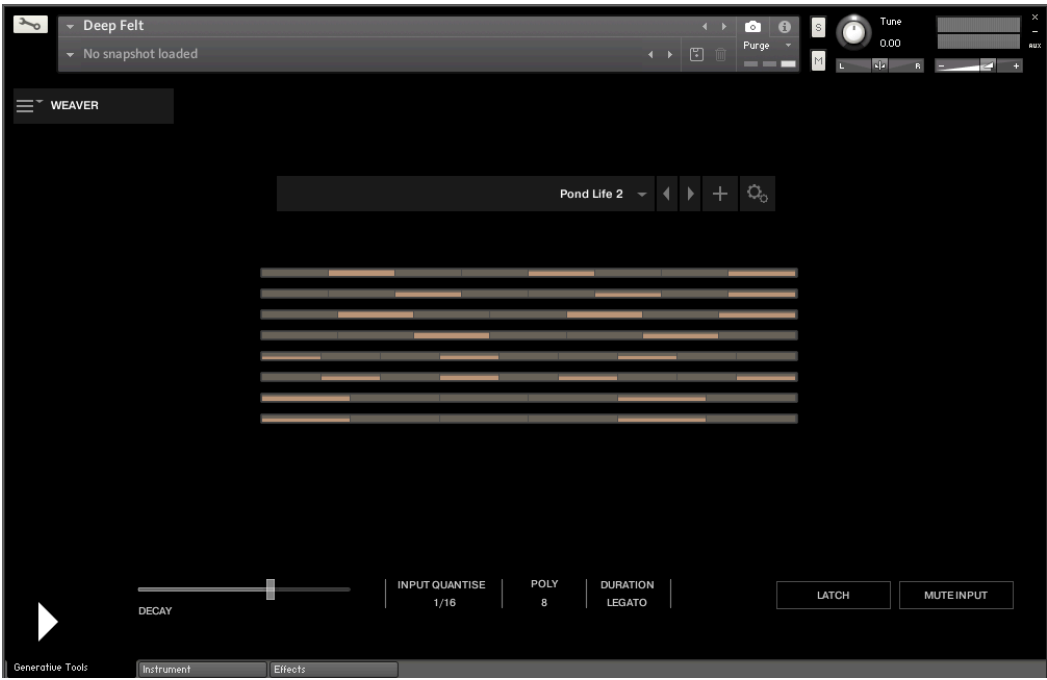 Deep Felt
No snapshot loaded
Purge
S
M
Tune
0.00
L R
- +
AUX
WEAVER
Pond Life 2
DECAY
INPUT QUANTISE
1/16
POLY
8
DURATION
LEGATO
LATCH
MUTE INPUT
Generative Tools
Instrument
Effects